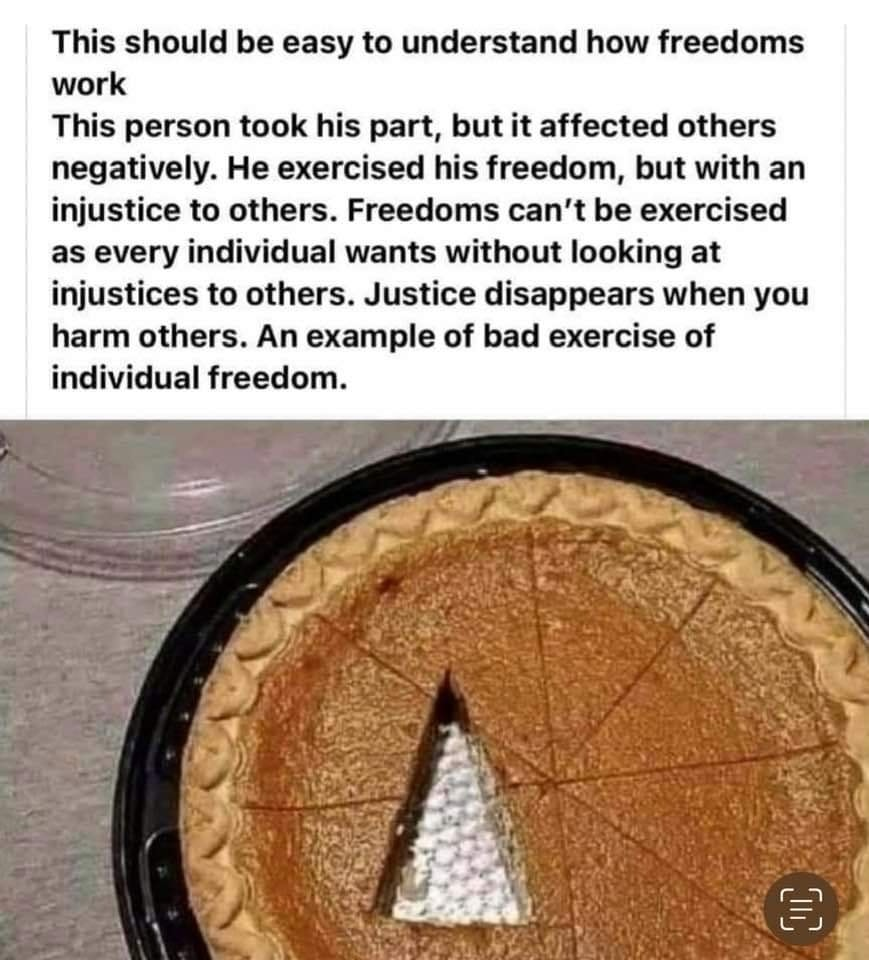 This should be easy to understand how freedoms
work
This person took his part, but it affected others
negatively. He exercised his freedom, but with an
injustice to others. Freedoms can’t be exercised
as every individual wants without looking at
injustices to others. Justice disappears when you
harm others. An example of bad exercise of
individual freedom.